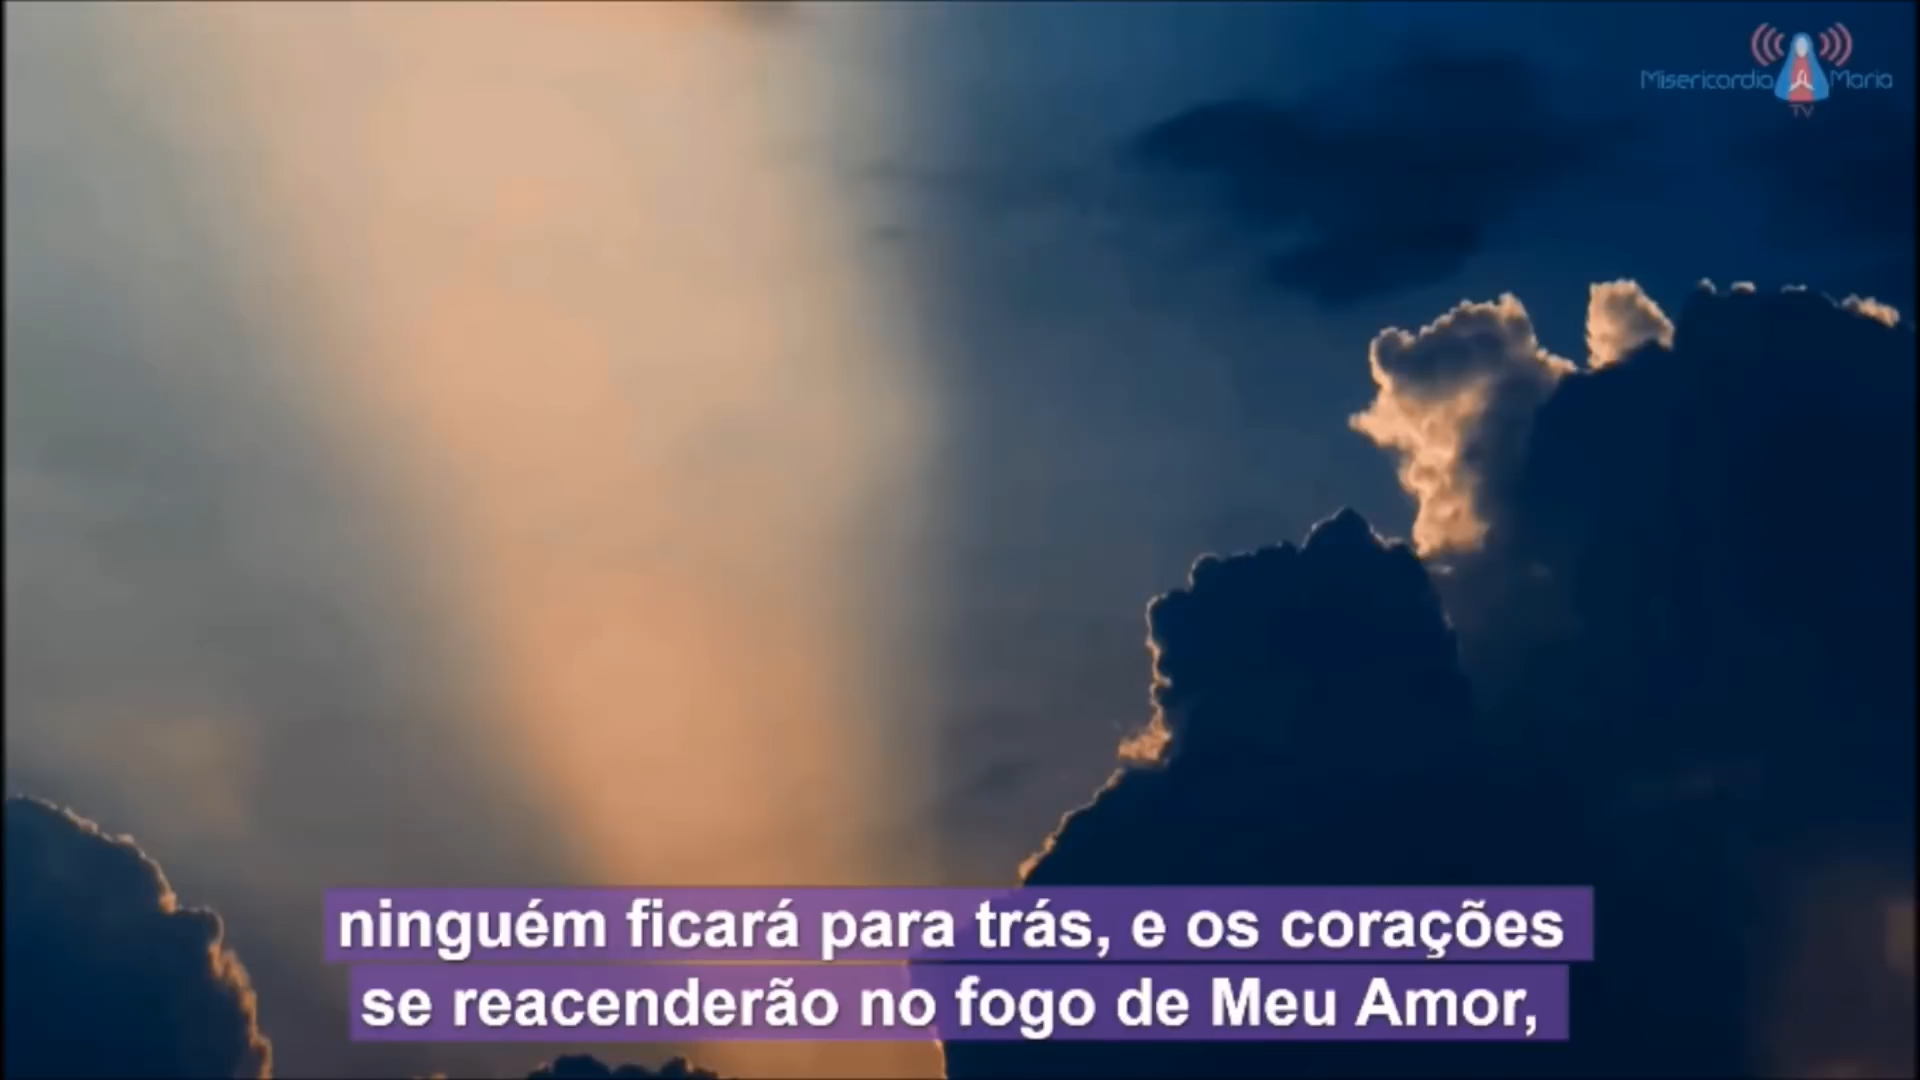 Misericordia Maria
TV
ninguém ficará para trás, e os corações
se reacenderão no fogo de Meu Amor,